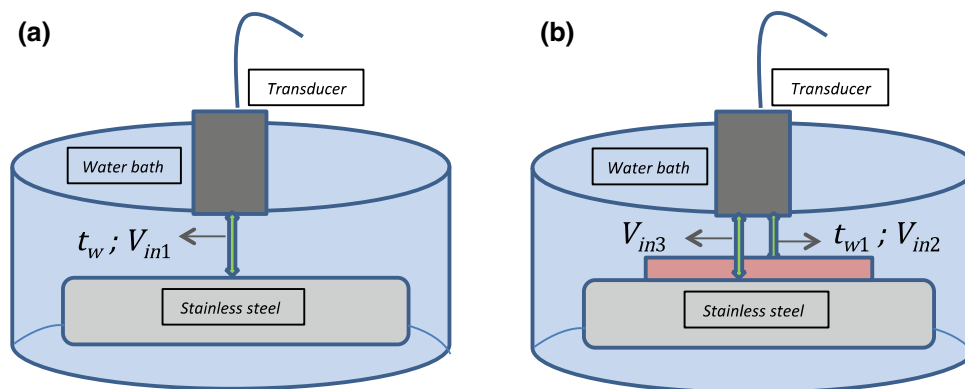 (a)
Transducer
Water bath
t_w ; V_in1
Stainless steel
(b)
Transducer
Water bath
V_in3
t_w1 ; V_in2
Stainless steel